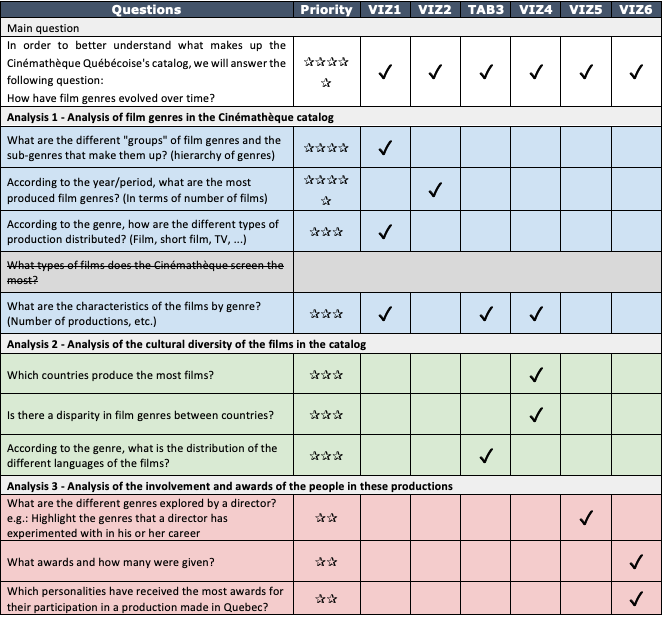 Questions Priority VIZ1 VIZ2 TAB3 VIZ4 VIZ5 VIZ6
Main question
In order to better understand what makes up the
Cinémathèque Québécoise's catalog, we will answer the
following question:
How have film genres evolved over time?
☆☆☆☆
☆
✓ ✓ ✓ ✓ ✓ ✓
Analysis 1 - Analysis of film genres in the Cinémathèque catalog
What are the different "groups" of film genres and the
sub-genres that make them up? (hierarchy of genres)
☆☆☆☆ ✓
According to the year/period, what are the most
produced film genres? (In terms of number of films)
☆☆☆☆
☆
✓
According to the genre, how are the different types of
production distributed? (Film, short film, TV, ...)
☆☆☆ ✓
What types of films does the Cinémathèque screen the
most?
What are the characteristics of the films by genre?
(Number of productions, etc.)
☆☆☆ ✓ ✓ ✓
Analysis 2 - Analysis of the cultural diversity of the films in the catalog
Which countries produce the most films? ☆☆☆ ✓
Is there a disparity in film genres between countries? ☆☆☆ ✓
According to the genre, what is the distribution of the
different languages of the films?
☆☆☆ ✓
Analysis 3 - Analysis of the involvement and awards of the people in these productions
What are the different genres explored by a director?
e.g.: Highlight the genres that a director has
experimented with in his or her career
☆☆ ✓
What awards and how many were given? ☆☆ ✓
Which personalities have received the most awards for
their participation in a production made in Quebec?
☆☆ ✓